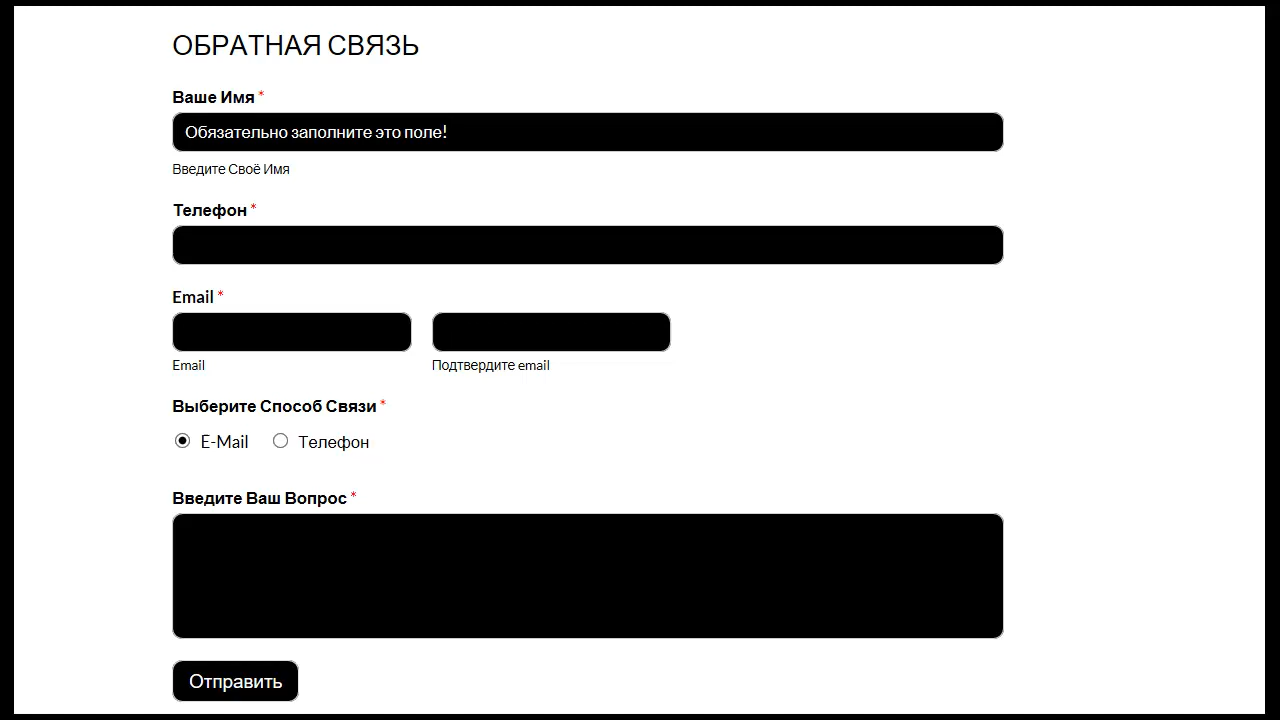 ОБРАТНАЯ СВЯЗЬ
Ваше Имя *
Обязательно заполните это поле!
Введите Своё Имя
Телефон *
Email *
Email Подтвердите email
Выберите Способ Связи *
E-Mail Телефон
Введите Ваш Вопрос *
Отправить